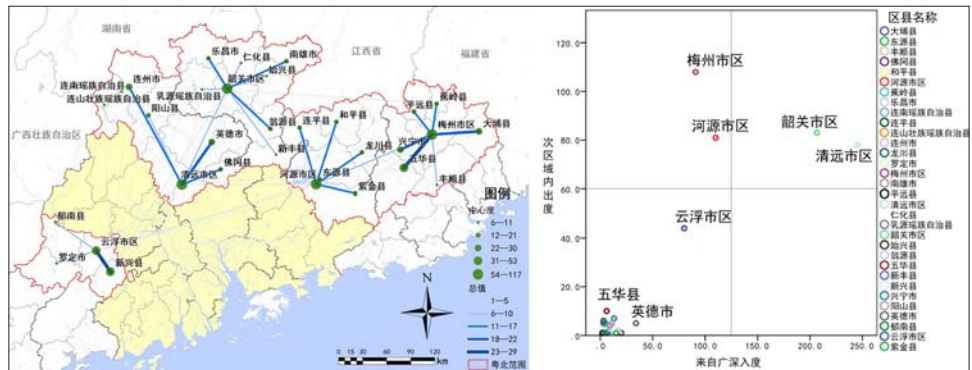 湖南省
江西省
福建省
广西壮族自治区
乐昌市
仁化县
南雄市
始兴县
韶关市区
连州市
连南瑶族自治县
连山壮族瑶族自治县
阳山县
乳源瑶族自治县
翁源县
连平县
和平县
平远县
蕉岭县
梅州市区
大埔县
兴宁市
五华县
丰顺县
英德市
新丰县
龙川县
佛冈县
清远市区
河源市区
东源县
紫金县
郁南县
云浮市区
罗定市
新兴县
图例
中心度
6—11
12—21
22—30
31—53
54—117
总值
1—5
6—10
11—17
18—22
23—29
粤北范围
N
0 15 30 60 90 120
km
次区域内出度
120.0
100.0
80.0
60.0
40.0
20.0
.0
.0 50.0 100.0 150.0 200.0 250.0
来自广深入度
梅州市区
河源市区
韶关市区
清远市区
云浮市区
五华县
英德市
区县名称
大埔县
东源县
丰顺县
佛冈县
和平县
河源市区
蕉岭县
乐昌市
连南瑶族自治县
连平县
连山壮族瑶族自治县
连州市
龙川县
罗定市
梅州市区
南雄市
平远县
清远市区
仁化县
乳源瑶族自治县
韶关市区
始兴县
翁源县
五华县
新丰县
新兴县
兴宁市
阳山县
英德市
郁南县
云浮市区
紫金县